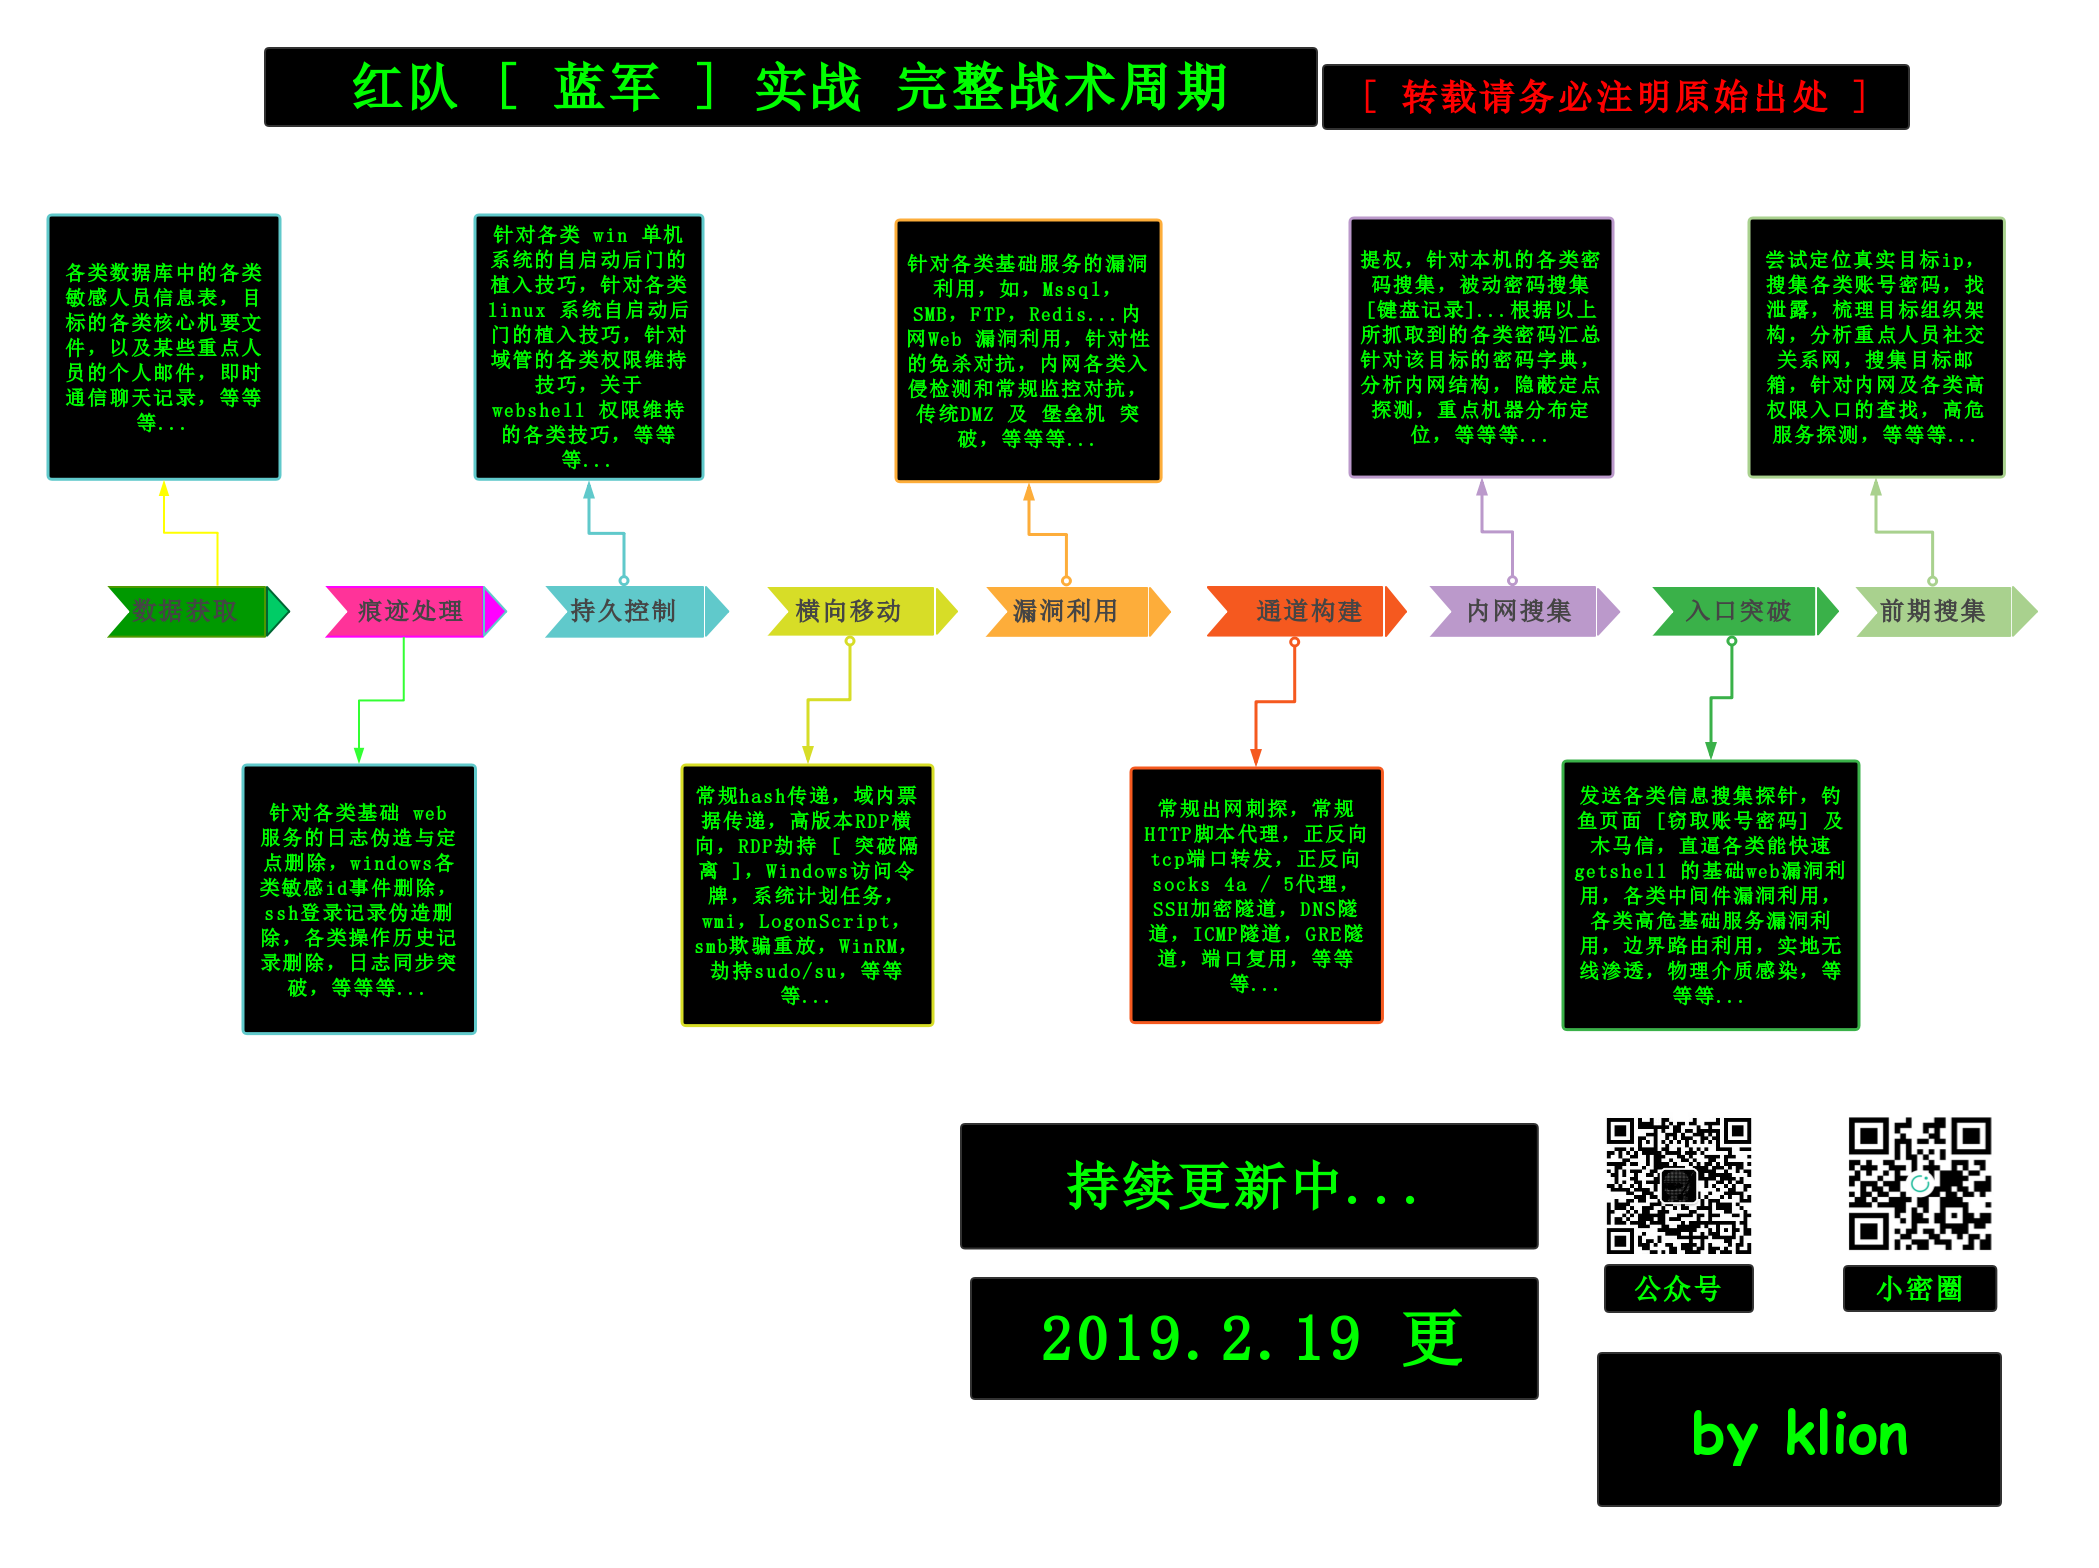 红队 [ 蓝军 ] 实战 完整战术周期
[ 转载请务必注明原始出处 ]
各类数据库中的各类
敏感人员信息表，目
标的各类核心机要文
件，以及某些重点人
员的个人邮件，即时
通信聊天记录，等等
等...
针对各类 win 单机
系统的自启动后门的
植入技巧，针对各类
linux 系统自启动后
门的植入技巧，针对
域管的各类权限维持
技巧，关于
webshell 权限维持
的各类技巧，等等
等...
针对各类基础服务的漏洞
利用，如，Mssql，
SMB，FTP，Redis...内
网Web 漏洞利用，针对性
的免杀对抗，内网各类入
侵检测和常规监控对抗，
传统DMZ 及 堡垒机 突
破，等等等...
提权，针对本机的各类密
码搜集，被动密码搜集
[键盘记录]...根据以上
所抓取到的各类密码汇总
针对该目标的密码字典，
分析内网结构，隐蔽定点
探测，重点机器分布定
位，等等等...
尝试定位真实目标ip，
搜集各类账号密码，找
泄露，梳理目标组织架
构，分析重点人员社交
关系网，搜集目标邮
箱，针对内网及各类高
权限入口的查找，高危
服务探测，等等等...
数据获取
痕迹处理
持久控制
横向移动
漏洞利用
通道构建
内网搜集
入口突破
前期搜集
针对各类基础 web
服务的日志伪造与定
点删除，windows各
类敏感id事件删除，
ssh登录记录伪造删
除，各类操作历史记
录删除，日志同步突
破，等等等...
常规hash传递，域内票
据传递，高版本RDP横
向，RDP劫持 [ 突破隔
离 ]，Windows访问令
牌，系统计划任务，
wmi，LogonScript，
smb欺骗重放，WinRM，
劫持sudo/su，等等
等...
常规出网刺探，常规
HTTP脚本代理，正反向
tcp端口转发，正反向
socks 4a / 5代理，
SSH加密隧道，DNS隧
道，ICMP隧道，GRE隧
道，端口复用，等等
等...
发送各类信息搜集探针，钓
鱼页面 [窃取账号密码] 及
木马信，直逼各类能快速
getshell 的基础web漏洞利
用，各类中间件漏洞利用，
各类高危基础服务漏洞利
用，边界路由利用，实地无
线渗透，物理介质感染，等
等等...
持续更新中...
2019.2.19 更
公众号
小密圈
by klion